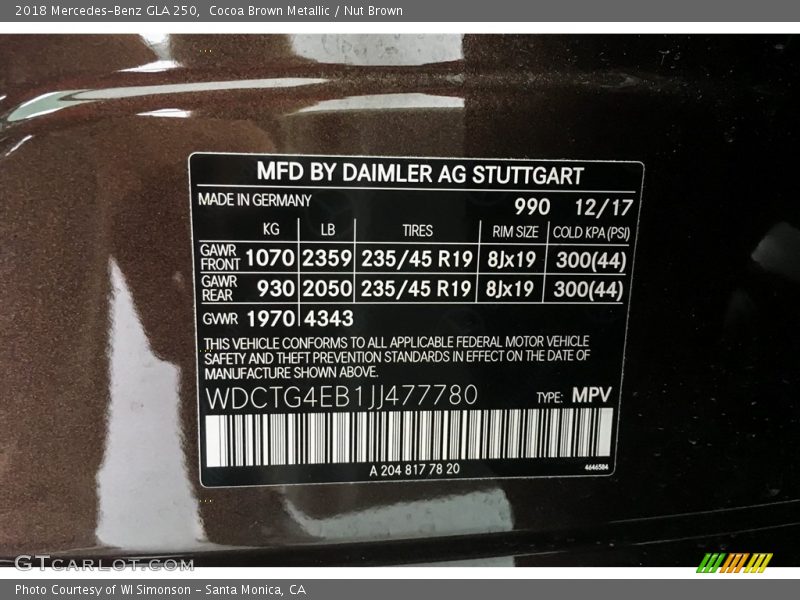 2018 Mercedes-Benz GLA 250,  Cocoa Brown Metallic / Nut Brown
MFD BY DAIMLER AG STUTTGART
MADE IN GERMANY
990 12/17
KG LB TIRES RIM SIZE COLD KPA (PSI)
GAWR FRONT 1070 2359 235/45 R19 8Jx19 300(44)
GAWR REAR 930 2050 235/45 R19 8Jx19 300(44)
GWR 1970 4343
THIS VEHICLE CONFORMS TO ALL APPLICABLE FEDERAL MOTOR VEHICLE
SAFETY AND THEFT PREVENTION STANDARDS IN EFFECT ON THE DATE OF
MANUFACTURE SHOWN ABOVE.
WDCTG4EB1JJ477780 TYPE: MPV
A 204 817 78 20 4646584
GTCARLOT.COM
Photo Courtesy of WI Simonson - Santa Monica, CA